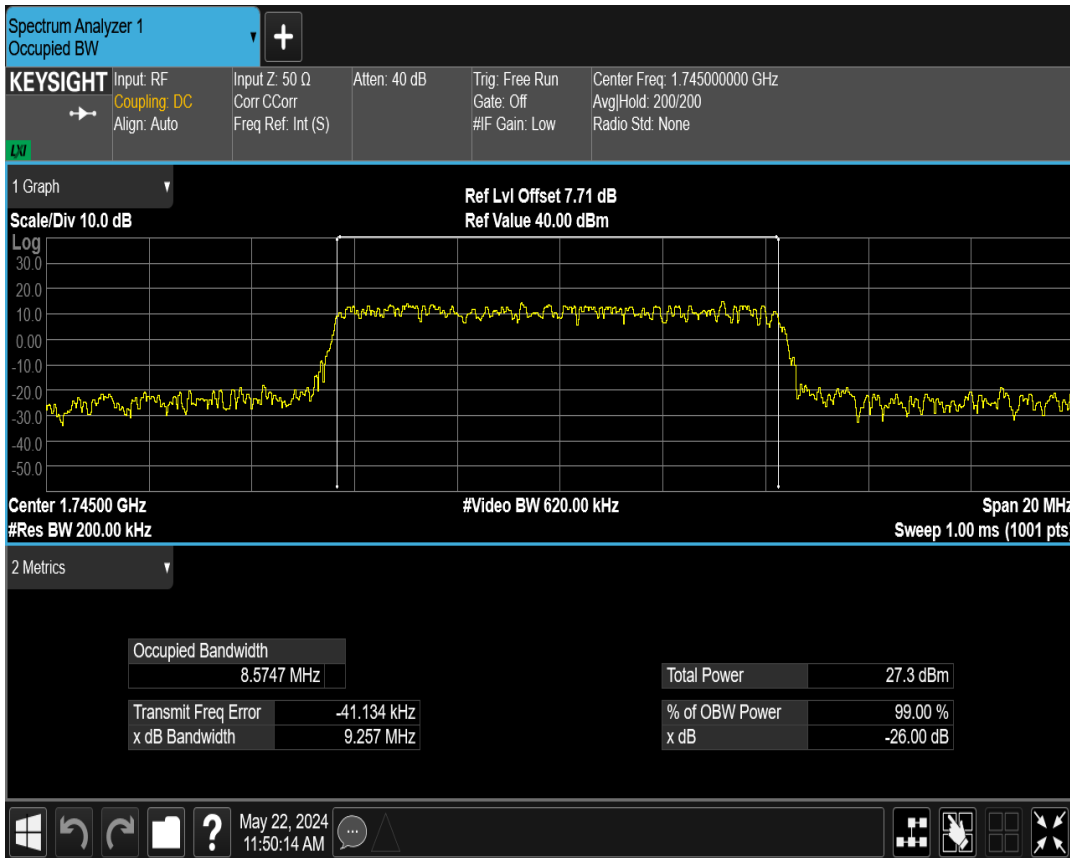 Spectrum Analyzer 1
Occupied BW
KEYSIGHT
LXI
Input: RF
Coupling: DC
Align: Auto
Input Z: 50 Ω
Corr CCorr
Freq Ref: Int (S)
Atten: 40 dB
Trig: Free Run
Gate: Off
#IF Gain: Low
Center Freq: 1.745000000 GHz
Avg|Hold: 200/200
Radio Std: None
1 Graph
Scale/Div 10.0 dB
Ref Lvl Offset 7.71 dB
Ref Value 40.00 dBm
Log
30.0
20.0
10.0
0.00
-10.0
-20.0
-30.0
-40.0
-50.0
Center 1.74500 GHz
#Video BW 620.00 kHz
Span 20 MHz
#Res BW 200.00 kHz
Sweep 1.00 ms (1001 pts)
2 Metrics
Occupied Bandwidth
8.5747 MHz
Total Power 27.3 dBm
Transmit Freq Error -41.134 kHz
% of OBW Power 99.00 %
x dB Bandwidth 9.257 MHz
x dB -26.00 dB
?
May 22, 2024
11:50:14 AM